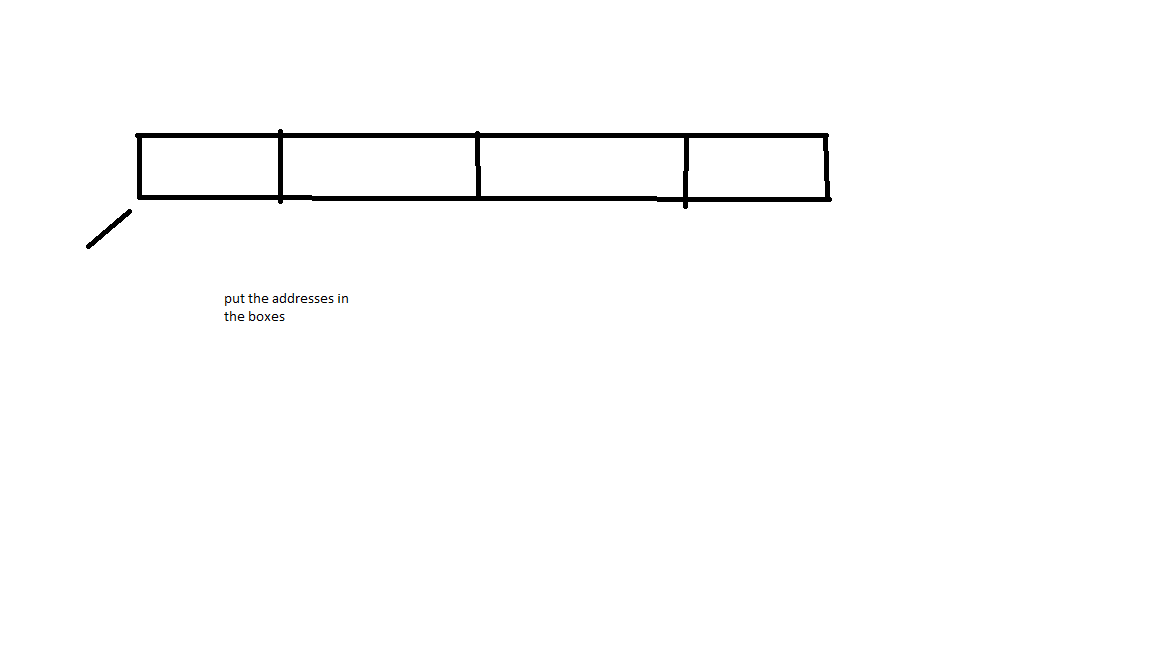 put the addresses in
the boxes